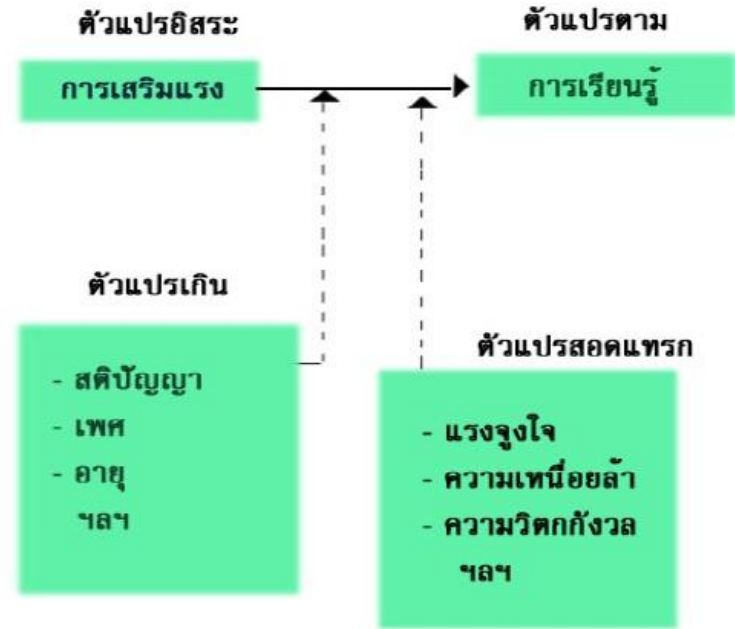 ตัวแปรอิสระ
ตัวแปรตาม
การเสริมแรง
การเรียนรู้
ตัวแปรเกิน
- สติปัญญา
- เพศ
- อายุ
ฯลฯ
ตัวแปรสอดแทรก
- แรงจูงใจ
- ความเหนื่อยล้า
- ความวิตกกังวล
ฯลฯ